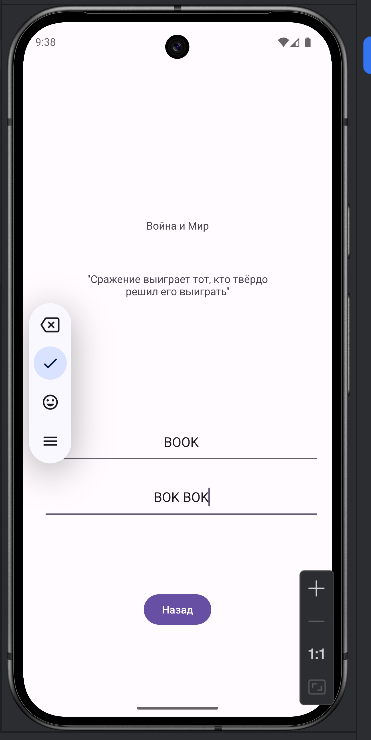 9:38
Война и Мир
"Сражение выиграет тот, кто твёрдо
решил его выиграть"
BOOK
BOK BOK
Назад
1:1